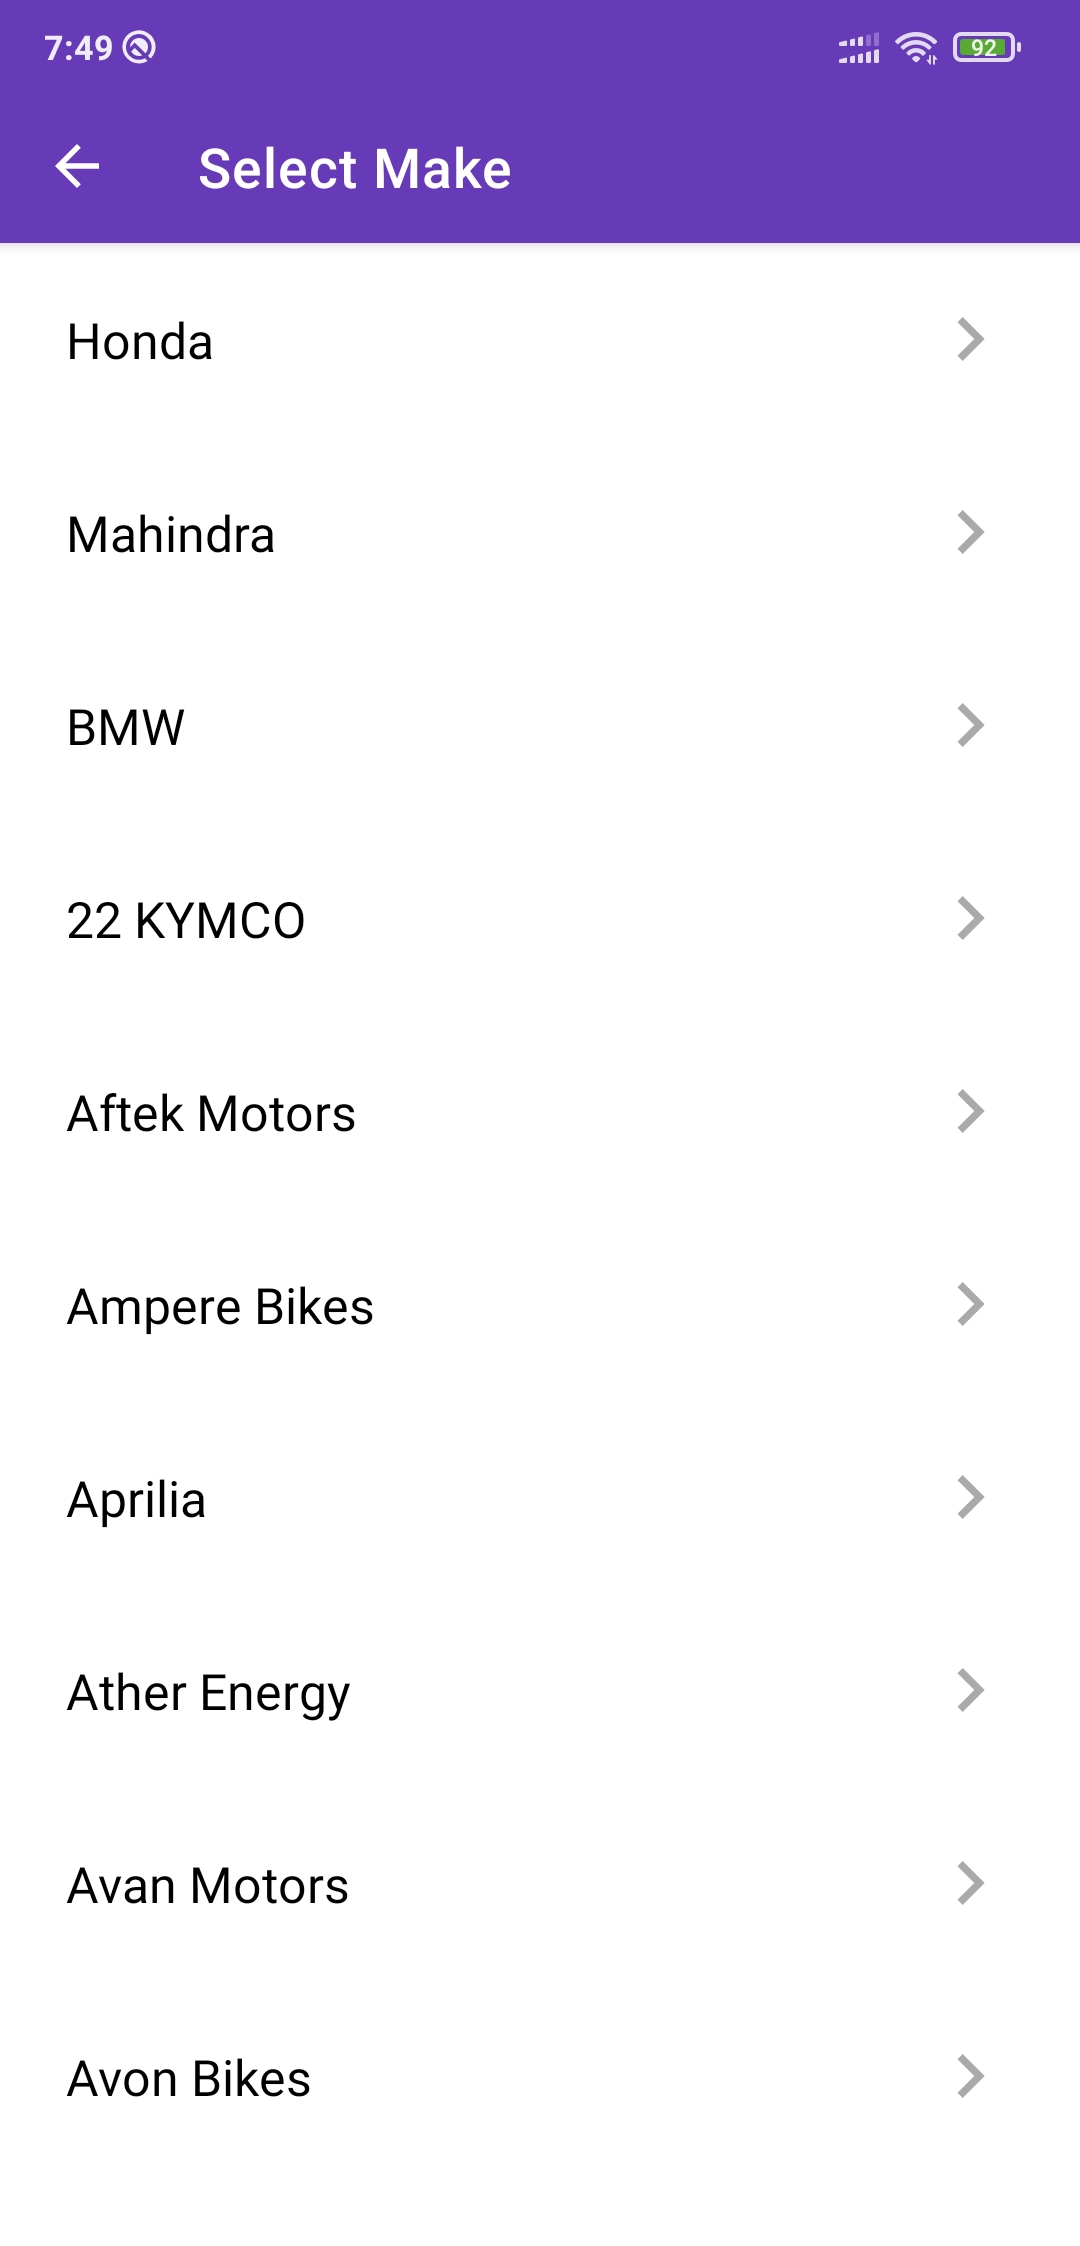 7:49
92
Select Make
Honda
Mahindra
BMW
22 KYMCO
Aftek Motors
Ampere Bikes
Aprilia
Ather Energy
Avan Motors
Avon Bikes